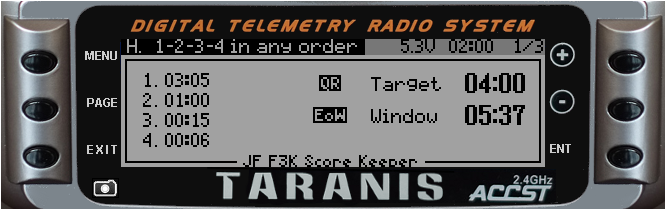 DIGITAL TELEMETRY RADIO SYSTEM
MENU
H. 1-2-3-4 in any order 5.3V 02:00 1/3
1. 03:05 QR Target 04:00
PAGE
2. 01:00
3. 00:15 EoW Window 05:37
4. 00:06
EXIT
ENT
JF F3K Score Keeper
TARANIS
2.4GHz
ACCST
+
-